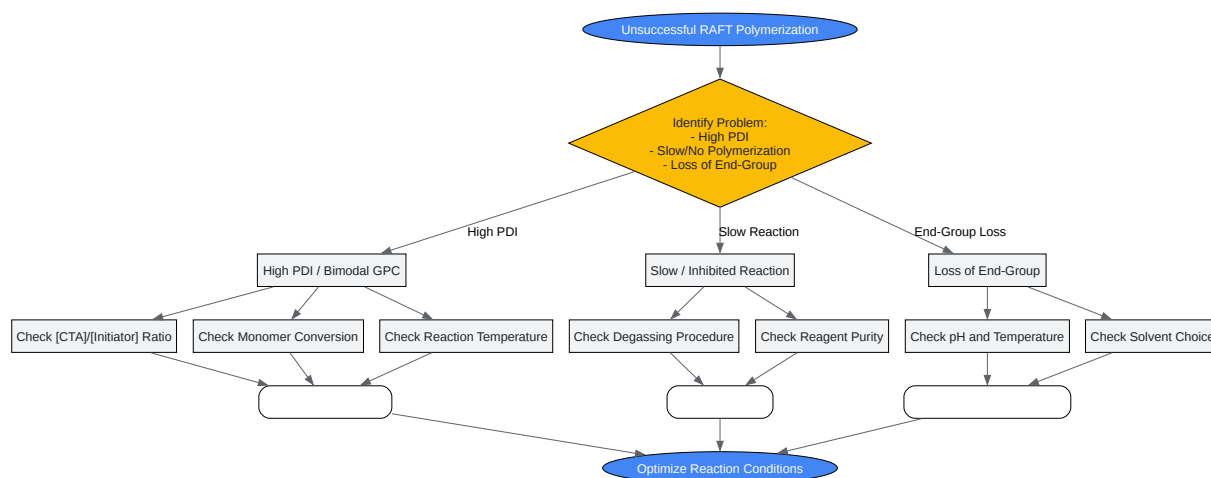 Unsuccessful RAFT Polymerization
Identify Problem:
- High PDI
- Slow/No Polymerization
- Loss of End-Group
High PDI
Slow Reaction
End-Group Loss
High PDI / Bimodal GPC
Slow / Inhibited Reaction
Loss of End-Group
Check [CTA]/[Initiator] Ratio
Check Monomer Conversion
Check Reaction Temperature
Check Degassing Procedure
Check Reagent Purity
Check pH and Temperature
Check Solvent Choice
Optimize Reaction Conditions